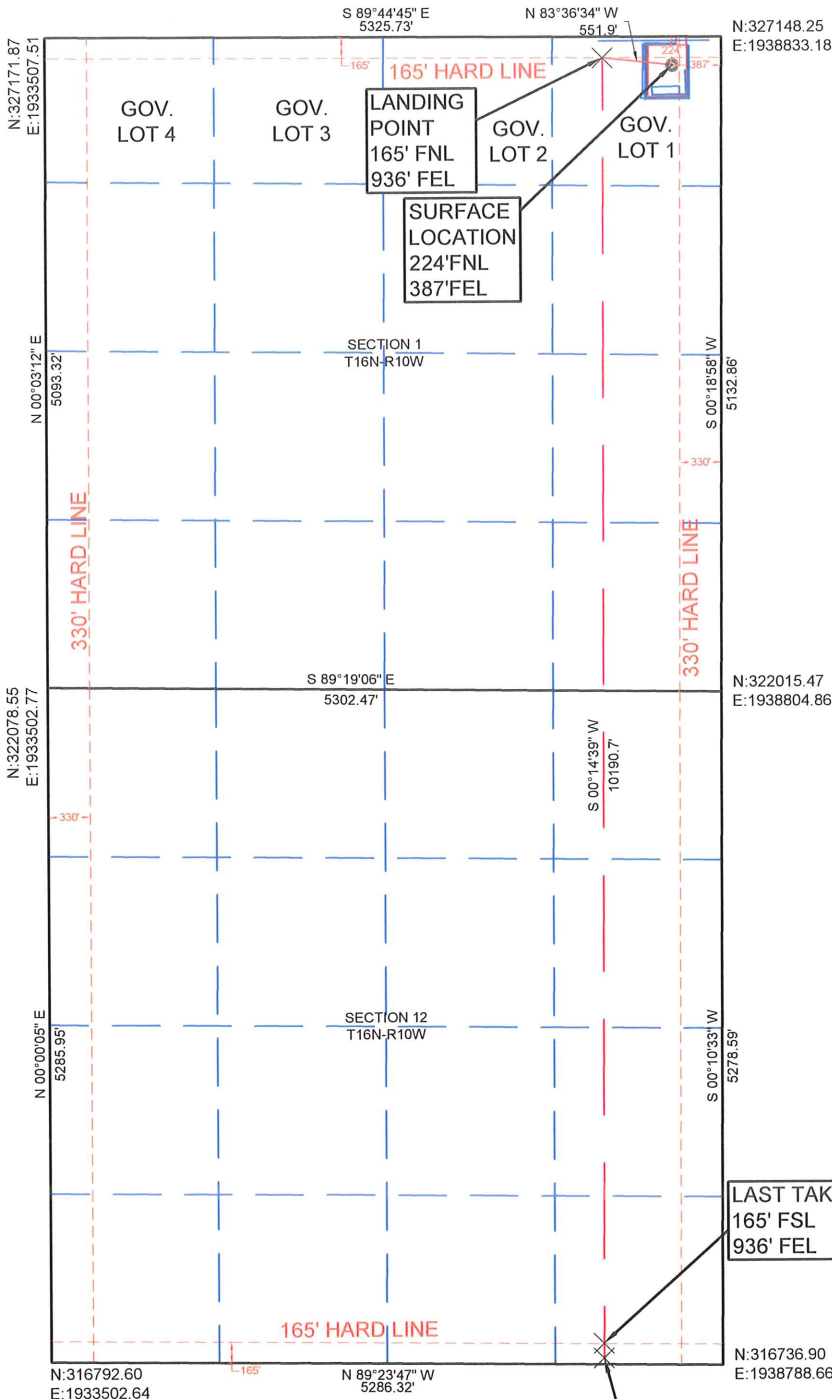 S 89°44'45" E
5325.73'
N 83°36'34" W
551.9'
N:327148.25
E:1938833.18
N:327171.87
E:1933507.51
165'
165' HARD LINE
224'
387'
GOV.
LOT 4
GOV.
LOT 3
LANDING
POINT
165' FNL
936' FEL
GOV.
LOT 2
GOV.
LOT 1
SURFACE
LOCATION
224'FNL
387'FEL
SECTION 1
T16N-R10W
N 00°03'12" E
5093.32'
S 00°18'58" W
5132.86'
330'
330' HARD LINE
330' HARD LINE
S 89°19'06" E
5302.47'
N:322015.47
E:1938804.86
N:322078.55
E:1933502.77
S 00°14'39" W
10190.7'
330'
SECTION 12
T16N-R10W
N 00°00'05" E
5285.95'
S 00°10'33" W
5278.59'
LAST TAK
165' FSL
936' FEL
165' HARD LINE
165'
N:316792.60
E:1933502.64
N 89°23'47" W
5286.32'
N:316736.90
E:1938788.66